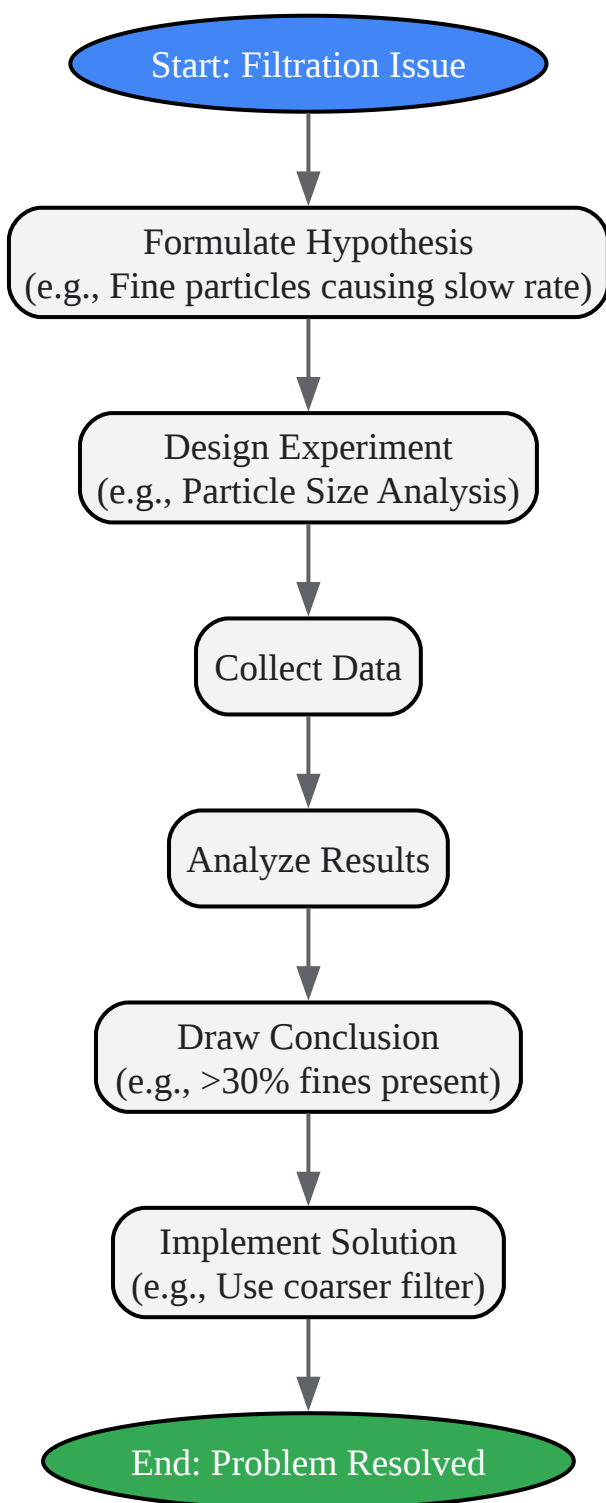 Start: Filtration Issue
Formulate Hypothesis
(e.g., Fine particles causing slow rate)
Design Experiment
(e.g., Particle Size Analysis)
Collect Data
Analyze Results
Draw Conclusion
(e.g., >30% fines present)
Implement Solution
(e.g., Use coarser filter)
End: Problem Resolved